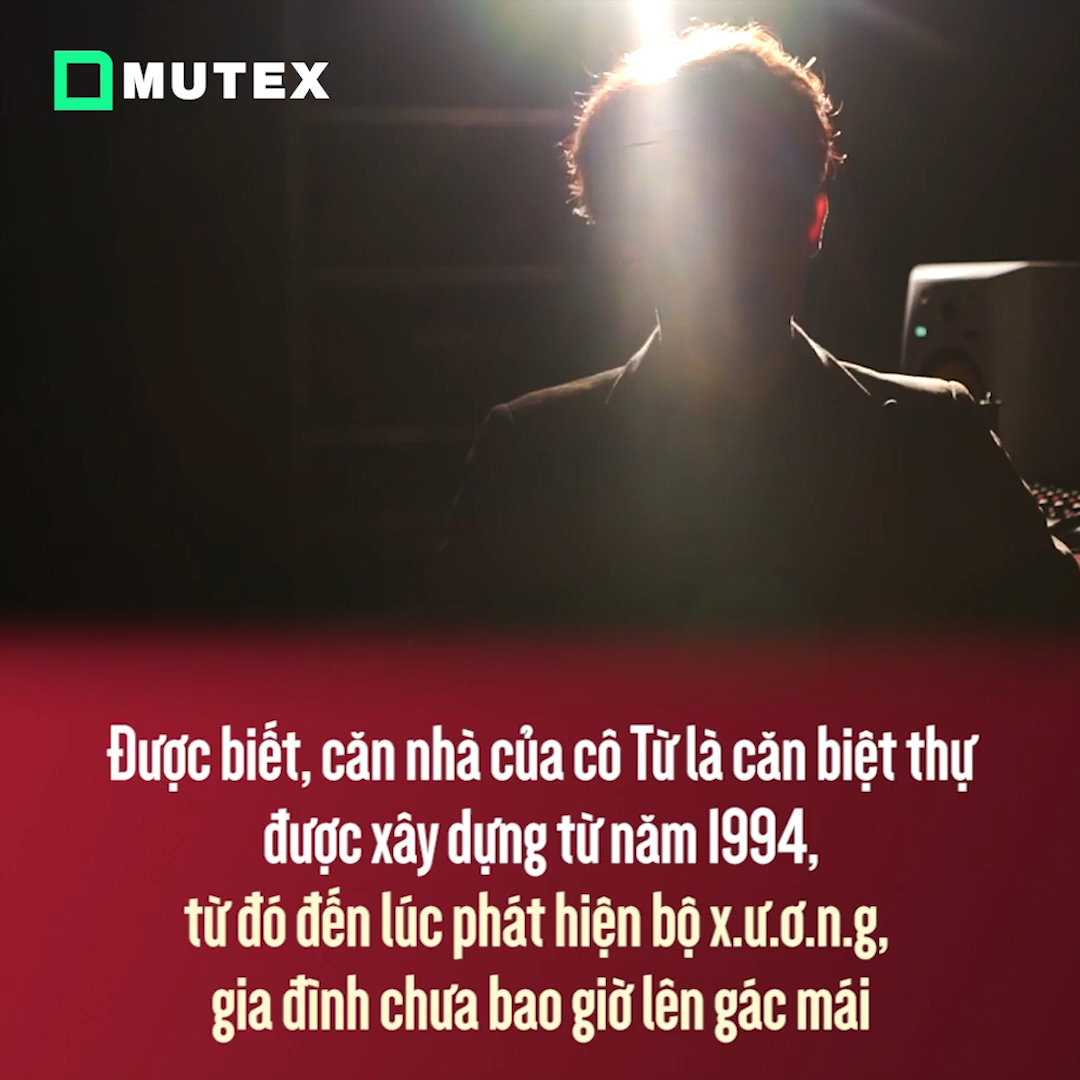 MUTEX
Được biết, căn nhà của cô Từ là căn biệt thự
được xây dựng từ năm 1994,
từ đó đến lúc phát hiện bộ x.ư.ơ.n.g,
gia đình chưa bao giờ lên gác mái